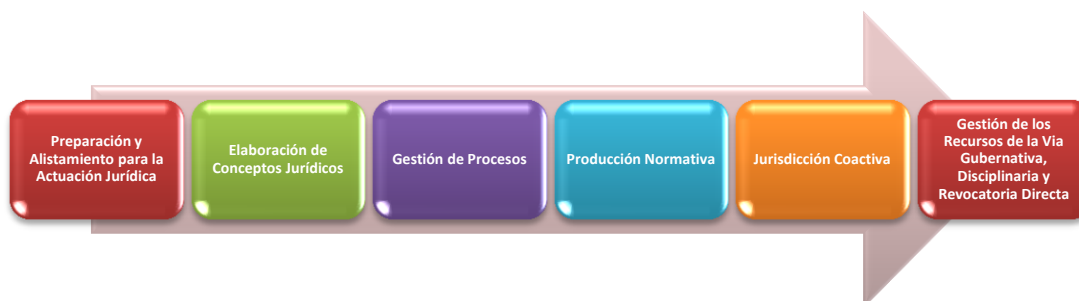 Preparación y
Alistamiento para la
Actuación Jurídica
Elaboración de
Conceptos Jurídicos
Gestión de Procesos
Producción Normativa
Jurisdicción Coactiva
Gestión de los
Recursos de la Via
Gubernativa,
Disciplinaria y
Revocatoria Directa